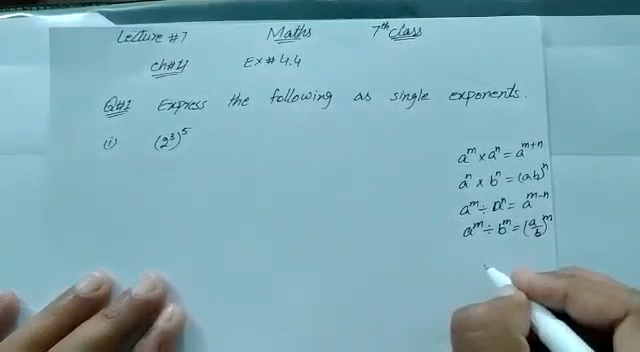 Lecture #7 Maths 7th class
Ch#4 Ex # 4.4
Q#1 Express the following as single exponents.
(i) (2³)⁵
aᵐ × aⁿ = aᵐ⁺ⁿ
aⁿ × bⁿ = (ab)ⁿ
aᵐ ÷ aⁿ = aᵐ⁻ⁿ
aᵐ ÷ bᵐ = (a/b)ᵐ